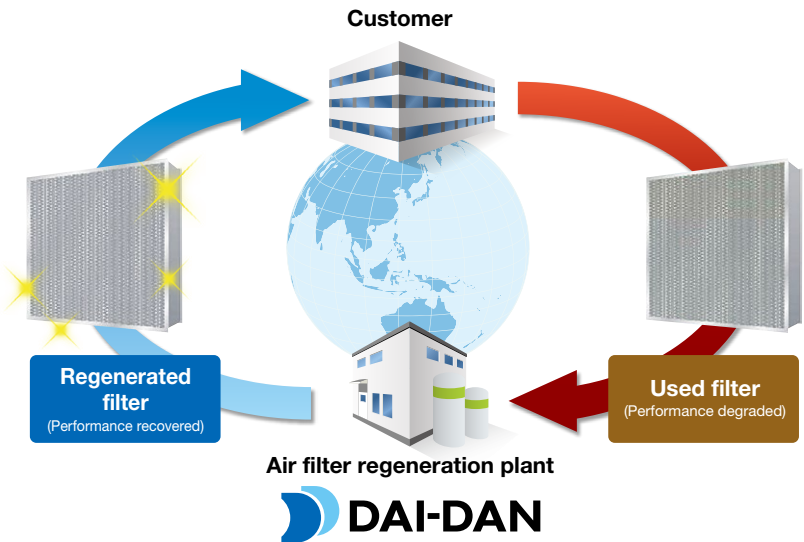 Customer
Regenerated
filter
(Performance recovered)
Used filter
(Performance degraded)
Air filter regeneration plant
DAI-DAN